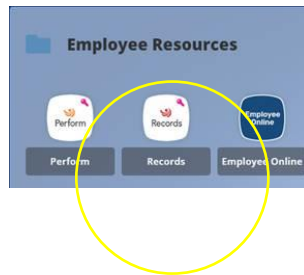 Employee Resources
Perform
Records
Employee
Online
Perform
Records
Employee Online